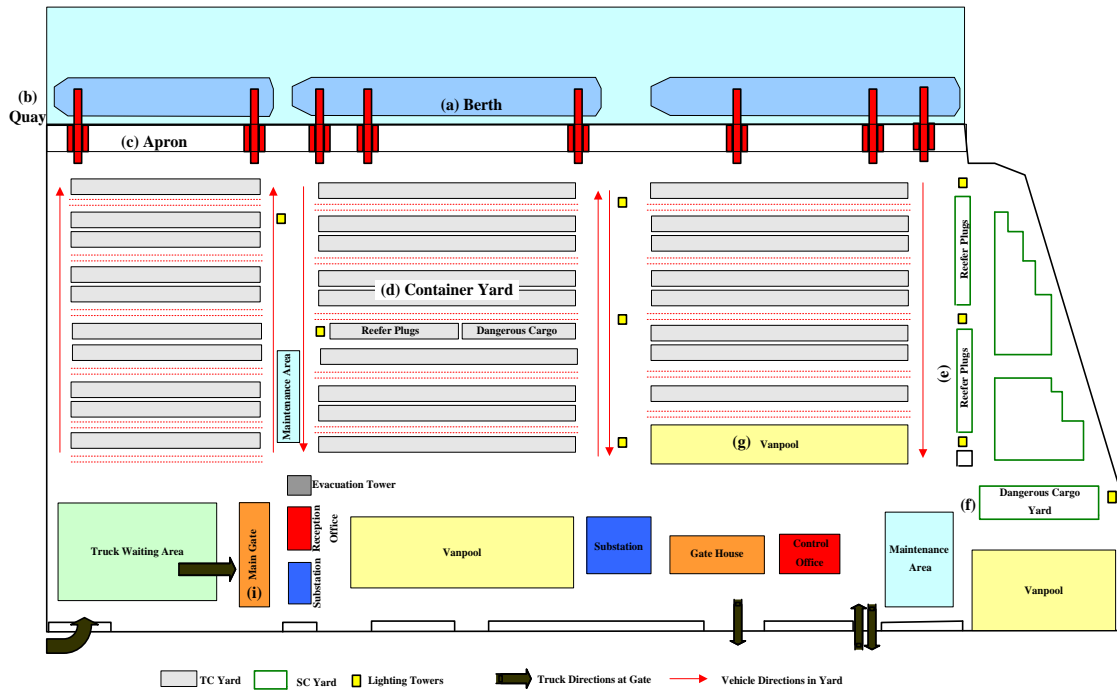 (b)
Quay
(a) Berth
(c) Apron
Reefer Plugs
(d) Container Yard
Reefer Plugs
Dangerous Cargo
Maintenance Area
(e)
Reefer Plugs
(g)
Vanpool
Evacuation Tower
Dangerous Cargo
Yard
(f)
Truck Waiting Area
Main Gate
(i)
Reception
Office
Substation
Vanpool
Substation
Gate House
Control
Office
Maintenance
Area
Vanpool
TC Yard
SC Yard
Lighting Towers
Truck Directions at Gate
Vehicle Directions in Yard